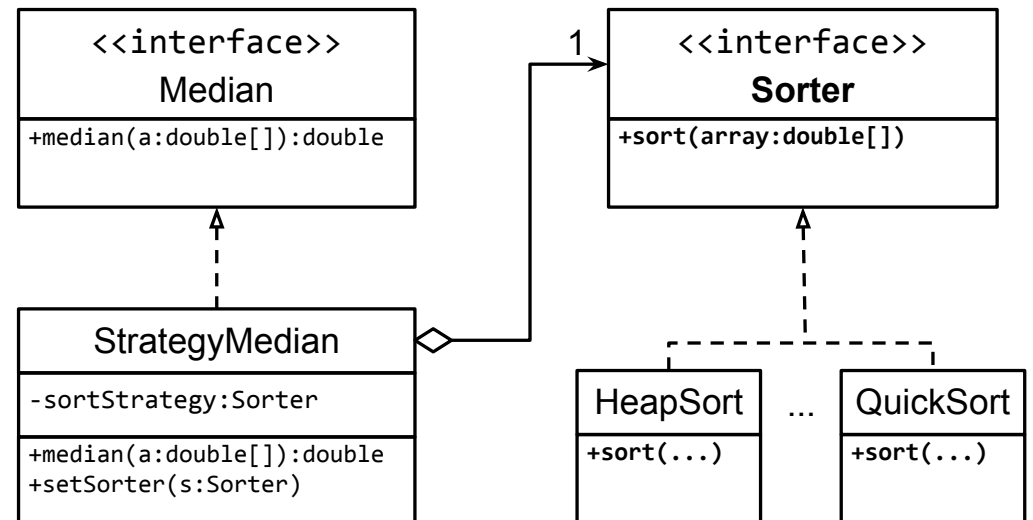 <<interface>>
Median
+median(a:double[]):double
1
<<interface>>
Sorter
+sort(array:double[])
StrategyMedian
-sortStrategy:Sorter
+median(a:double[]):double
+setSorter(s:Sorter)
HeapSort
+sort(...)
...
QuickSort
+sort(...)